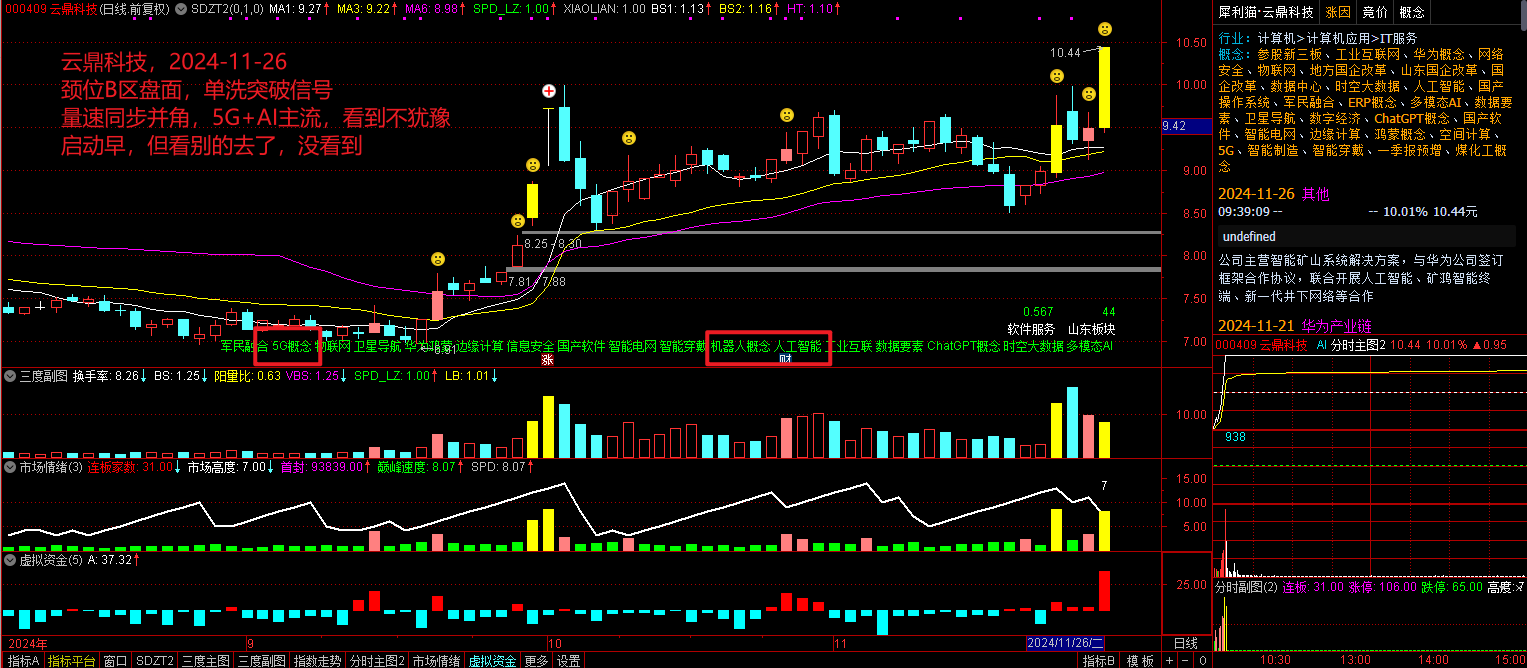 000409 云鼎科技(日线.前复权) SDZT2(0,1,0) MA1: 9.27↑ MA3: 9.22↑ MA6: 8.98↑ SPD_LZ: 1.00↑ XIAOLIAN: 1.00 BS1: 1.13↑ BS2: 1.16↑ HT: 1.10↑
云鼎科技，2024-11-26
颈位B区盘面，单洗突破信号
量速同步并角，5G+AI主流，看到不犹豫
启动早，但看别的去了，没看到
10.44
10.50
10.00
9.42
9.00
8.50
8.00
7.50
7.00
8.25 - 8.30
7.81 - 7.88
0.567 44
软件服务 山东板块
军民融合 5G概念 物联网 卫星导航 华为鸿蒙 边缘计算 信息安全 国产软件 智能电网 智能穿戴 机器人概念 人工智能 工业互联 数据要素 ChatGPT概念 时空大数据 多模态AI
涨
财
三度副图 换手率: 8.26↓ BS: 1.25↓ 阳量比: 0.63 VBS: 1.25↓ SPD_LZ: 1.00↑ LB: 1.01↓
10.00
市场情绪(3) 连板家数: 31.00↓ 市场高度: 7.00↓ 首封: 93839.00↑ 巅峰速度: 8.07↑ SPD: 8.07↑
7
15.00
10.00
5.00
虚拟资金(5) A: 37.32↑
25.00
2024年 9 10 11 2024/11/26/二 日线
指标A 指标平台 窗口 SDZT2 三度主图 三度副图 指数走势 分时主图2 市场情绪 虚拟资金 更多 设置 指标B 模板 + - 0
犀利猫·云鼎科技 涨因 竞价 概念
行业: 计算机>计算机应用>IT服务
概念: 参股新三板、工业互联网、华为概念、网络
安全、物联网、地方国企改革、山东国企改革、国
企改革、数据中心、时空大数据、人工智能、国产
操作系统、军民融合、ERP概念、多模态AI、数据要
素、卫星导航、数字经济、ChatGPT概念、国产软
件、智能电网、边缘计算、鸿蒙概念、空间计算、
5G、智能制造、智能穿戴、一季报预增、煤化工概
念
2024-11-26 其他
09:39:09 -- -- 10.01% 10.44元
undefined
公司主营智能矿山系统解决方案，与华为公司签订
框架合作协议，联合开展人工智能、矿鸿智能终
端、新一代井下网络等合作
2024-11-21 华为产业链
000409 云鼎科技 AI 分时主图2 10.44 10.01% ▲0.95
938
分时副图(2) 连板: 31.00 涨停: 106.00 跌停: 65.00 高度: 7
10:30 13:00 14:00 15:00